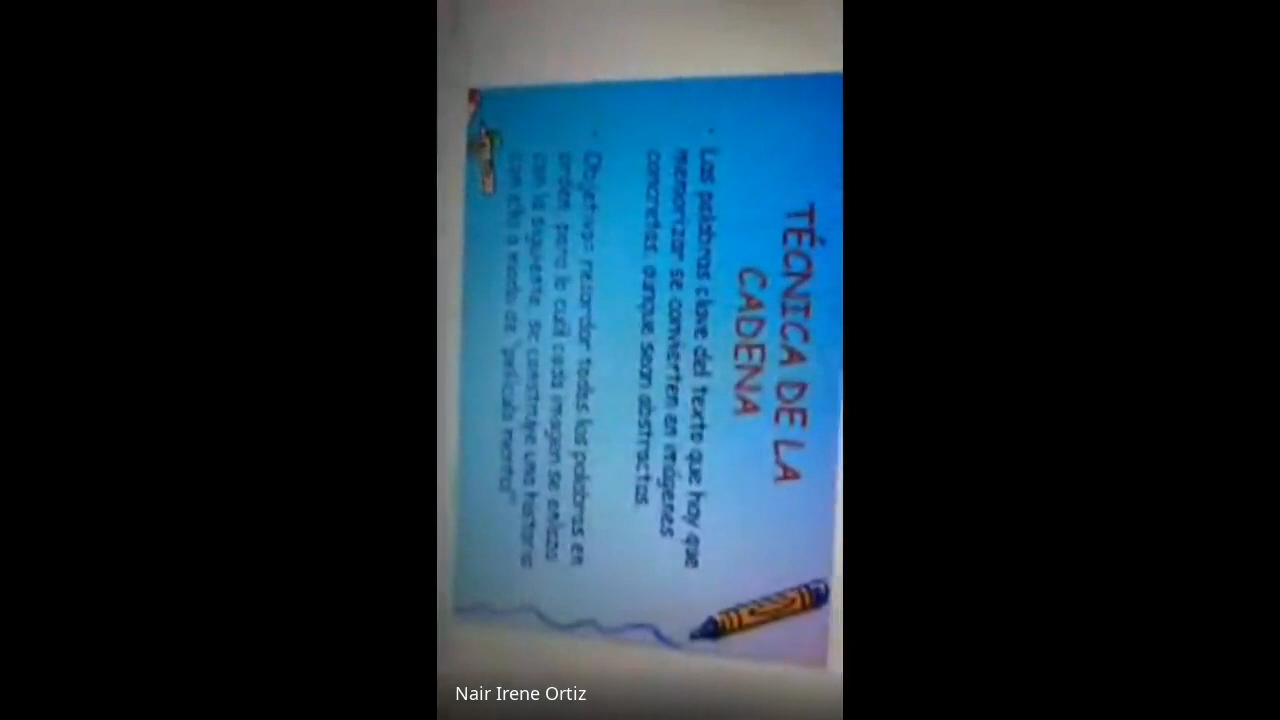 TÉCNICA DE LA
CADENA
• Las palabras clave del texto que hay que
memorizar se convierten en imágenes
concretas, aunque sean abstractas.
• Objetivo: recordar todas las palabras en
orden, para lo cuál cada imagen se enlaza
con la siguiente, se construye una historia
con ella a modo de "película mental"
Nair Irene Ortiz